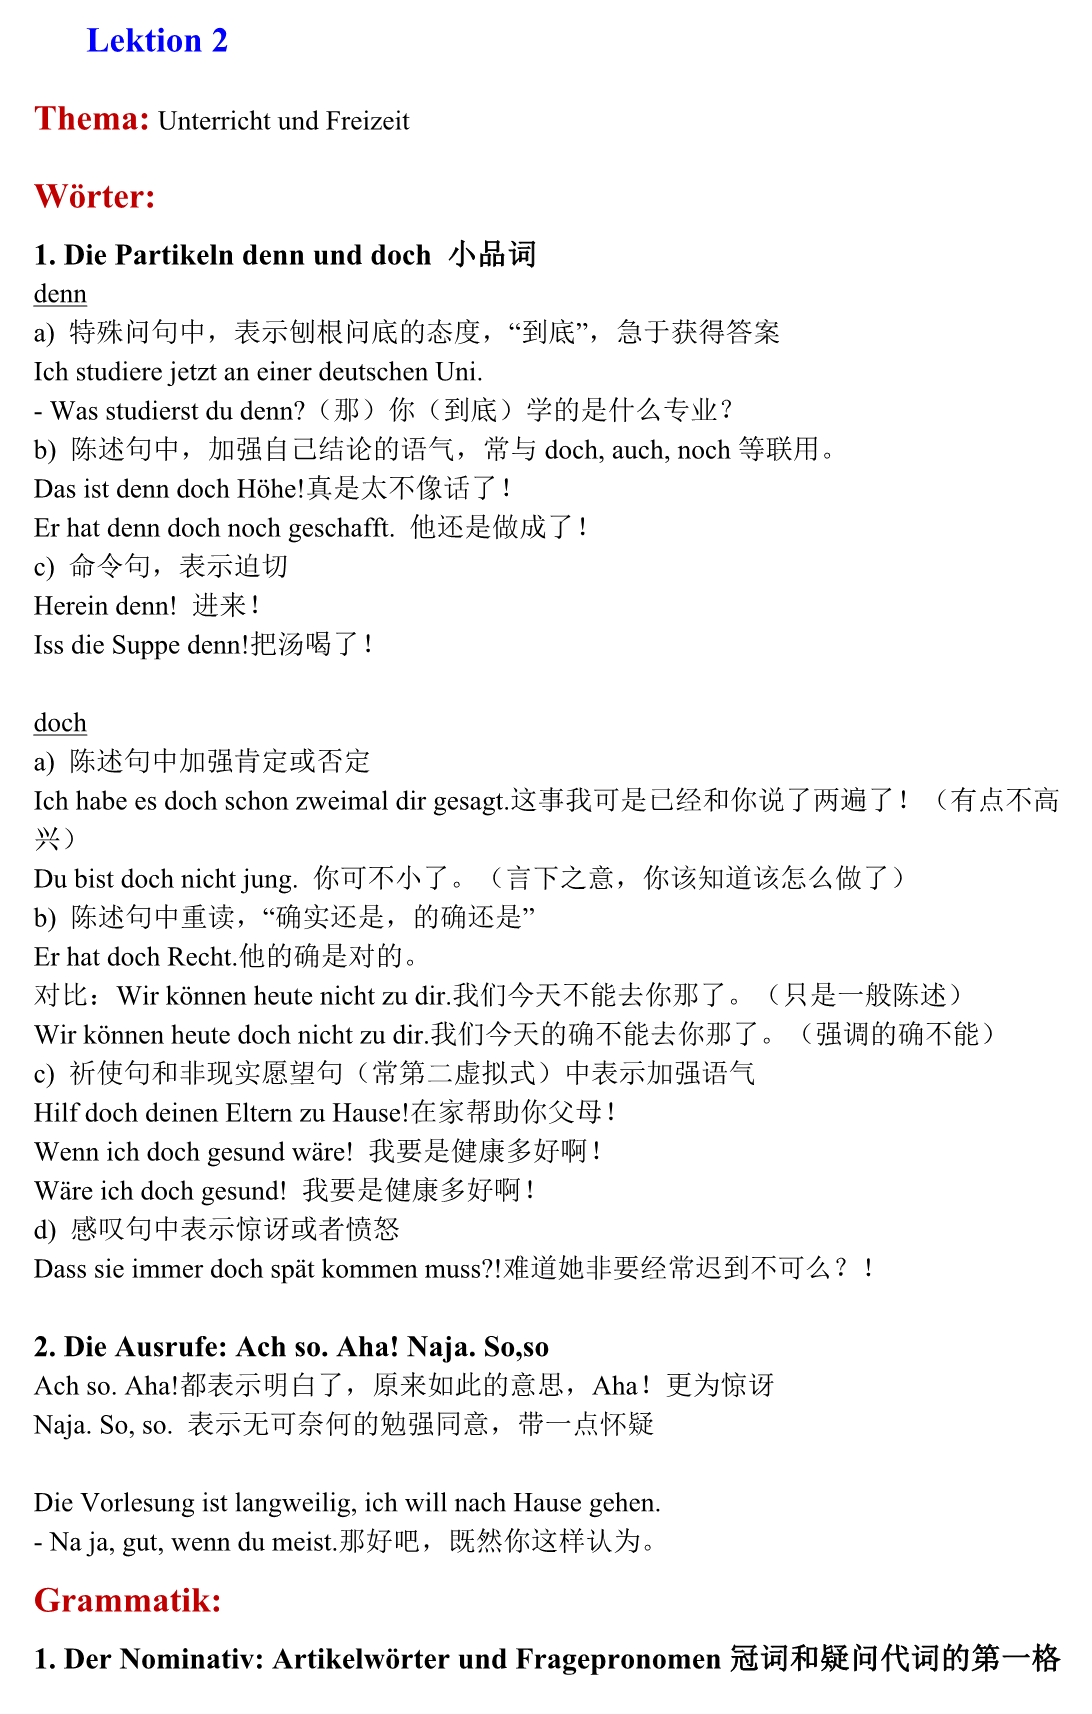 Lektion 2
Thema: Unterricht und Freizeit
Wörter:
1. Die Partikeln denn und doch 小品词
denn
a) 特殊问句中，表示刨根问底的态度，“到底”，急于获得答案
Ich studiere jetzt an einer deutschen Uni.
- Was studierst du denn?（那）你（到底）学的是什么专业？
b) 陈述句中，加强自己结论的语气，常与 doch, auch, noch 等联用。
Das ist denn doch Höhe!真是太不像话了！
Er hat denn doch noch geschafft. 他还是做成了！
c) 命令句，表示迫切
Herein denn! 进来！
Iss die Suppe denn!把汤喝了！
doch
a) 陈述句中加强肯定或否定
Ich habe es doch schon zweimal dir gesagt.这事我可是已经和你说了两遍了！（有点不高
兴）
Du bist doch nicht jung. 你可不小了。（言下之意，你该知道该怎么做了）
b) 陈述句中重读，“确实还是，的确还是”
Er hat doch Recht.他的确是对的。
对比：Wir können heute nicht zu dir.我们今天不能去你那了。（只是一般陈述）
Wir können heute doch nicht zu dir.我们今天的确不能去你那了。（强调的确不能）
c) 祈使句和非现实愿望句（常第二虚拟式）中表示加强语气
Hilf doch deinen Eltern zu Hause!在家帮助你父母！
Wenn ich doch gesund wäre! 我要是健康多好啊！
Wäre ich doch gesund! 我要是健康多好啊！
d) 感叹句中表示惊讶或者愤怒
Dass sie immer doch spät kommen muss?!难道她非要经常迟到不可么？！
2. Die Ausrufe: Ach so. Aha! Naja. So,so
Ach so. Aha!都表示明白了，原来如此的意思，Aha！更为惊讶
Naja. So, so. 表示无可奈何的勉强同意，带一点怀疑
Die Vorlesung ist langweilig, ich will nach Hause gehen.
- Na ja, gut, wenn du meist.那好吧，既然你这样认为。
Grammatik:
1. Der Nominativ: Artikelwörter und Fragepronomen 冠词和疑问代词的第一格